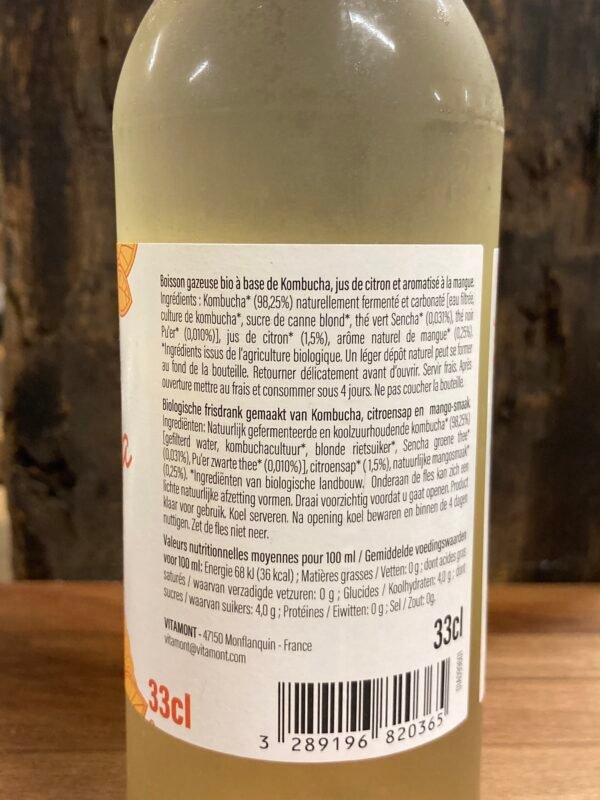 Boisson gazeuse bio à base de Kombucha, jus de citron et aromatisé à la mangue
Ingrédients : Kombucha* (98,25%) naturellement fermenté et carbonaté [eau filtrée,
culture de kombucha*, sucre de canne blond*, thé vert Sencha* (0,031%), thé noir
Pu'er* (0,010%)], jus de citron* (1,5%), arôme naturel de mangue* (0,25%).
*Ingrédients issus de l'agriculture biologique. Un léger dépôt naturel peut se former
au fond de la bouteille. Retourner délicatement avant d'ouvrir. Servir frais. Après
ouverture mettre au frais et consommer sous 4 jours. Ne pas coucher la bouteille.
Biologische frisdrank gemaakt van Kombucha, citroensap en mango-smaak.
Ingrediënten: Natuurlijk gefermenteerde en koolzuurhoudende kombucha* (98,25%)
[gefilterd water, kombuchacultuur*, blonde rietsuiker*, Sencha groene thee*
(0,031%), Pu'er zwarte thee* (0,010%)], citroensap* (1,5%), natuurlijke mangosmaak*
(0,25%). *Ingrediënten van biologische landbouw. Onderaan de fles kan zich een
lichte natuurlijke afzetting vormen. Draai voorzichtig voordat u gaat openen. Product
klaar voor gebruik. Koel serveren. Na opening koel bewaren en binnen de 4 dagen
nuttigen. Zet de fles niet neer.
Valeurs nutritionnelles moyennes pour 100 ml / Gemiddelde voedingswaarden
voor 100 ml: Energie 68 kJ (36 kcal) ; Matières grasses / Vetten: 0 g ; dont acides gras
saturés / waarvan verzadigde vetzuren: 0 g ; Glucides / Koolhydraten: 4,0 g ; dont
sucres / waarvan suikers: 4,0 g ; Protéines / Eiwitten: 0 g ; Sel / Zout: 0g.
VITAMONT - 47150 Monflanquin - France
vitamont@vitamont.com
33cl
33cl
3 289196 820365